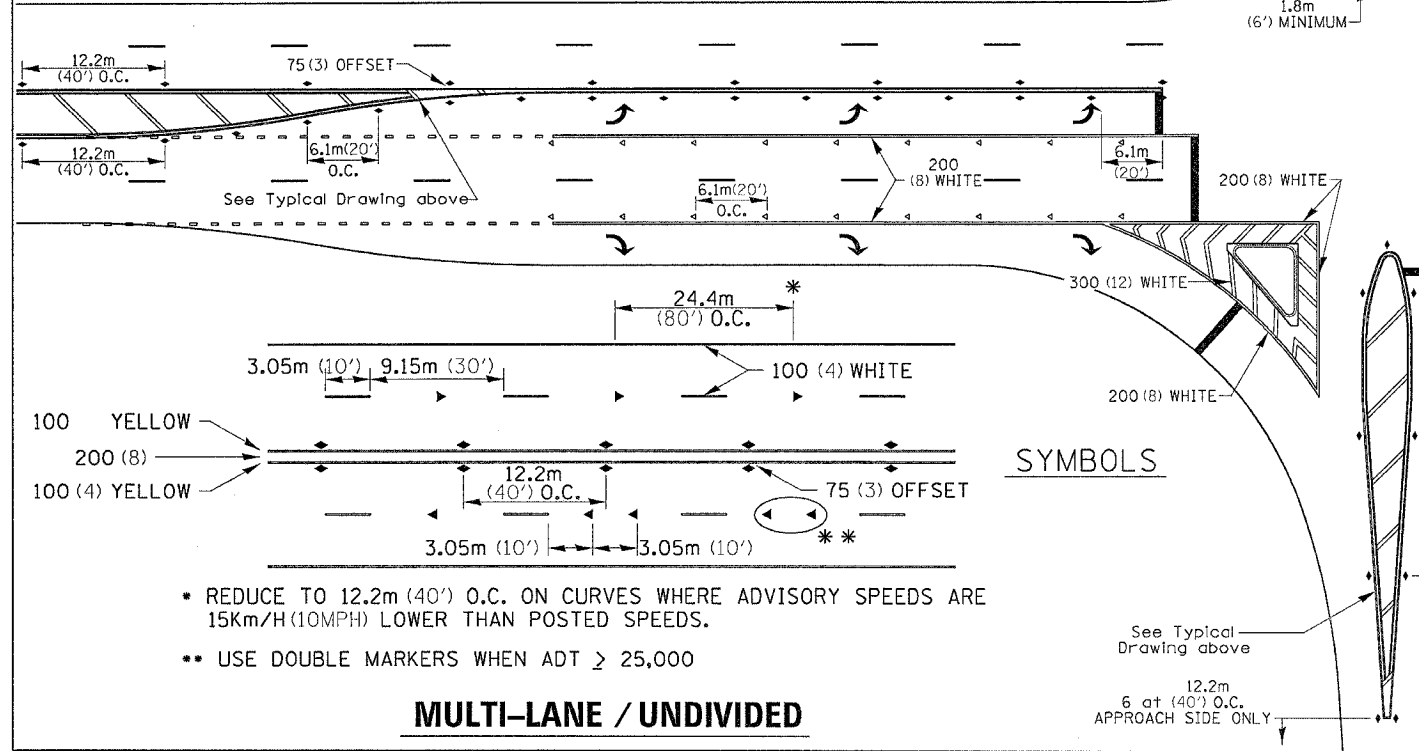 1.8m
(6') MINIMUM
12.2m
(40') O.C.
75 (3) OFFSET
12.2m
(40') O.C.
6.1m(20')
O.C.
See Typical Drawing above
6.1m(20')
O.C.
200
(8) WHITE
6.1m
(20')
200 (8) WHITE
300 (12) WHITE
200 (8) WHITE
24.4m
(80') O.C.
*
3.05m (10') 9.15m (30')
100 (4) WHITE
100 YELLOW
200 (8)
100 (4) YELLOW
12.2m
(40') O.C.
75 (3) OFFSET
SYMBOLS
3.05m (10') 3.05m (10')
* *
* REDUCE TO 12.2m (40') O.C. ON CURVES WHERE ADVISORY SPEEDS ARE
15Km/H (10MPH) LOWER THAN POSTED SPEEDS.
** USE DOUBLE MARKERS WHEN ADT ≥ 25,000
MULTI-LANE / UNDIVIDED
See Typical
Drawing above
12.2m
6 at (40') O.C.
APPROACH SIDE ONLY